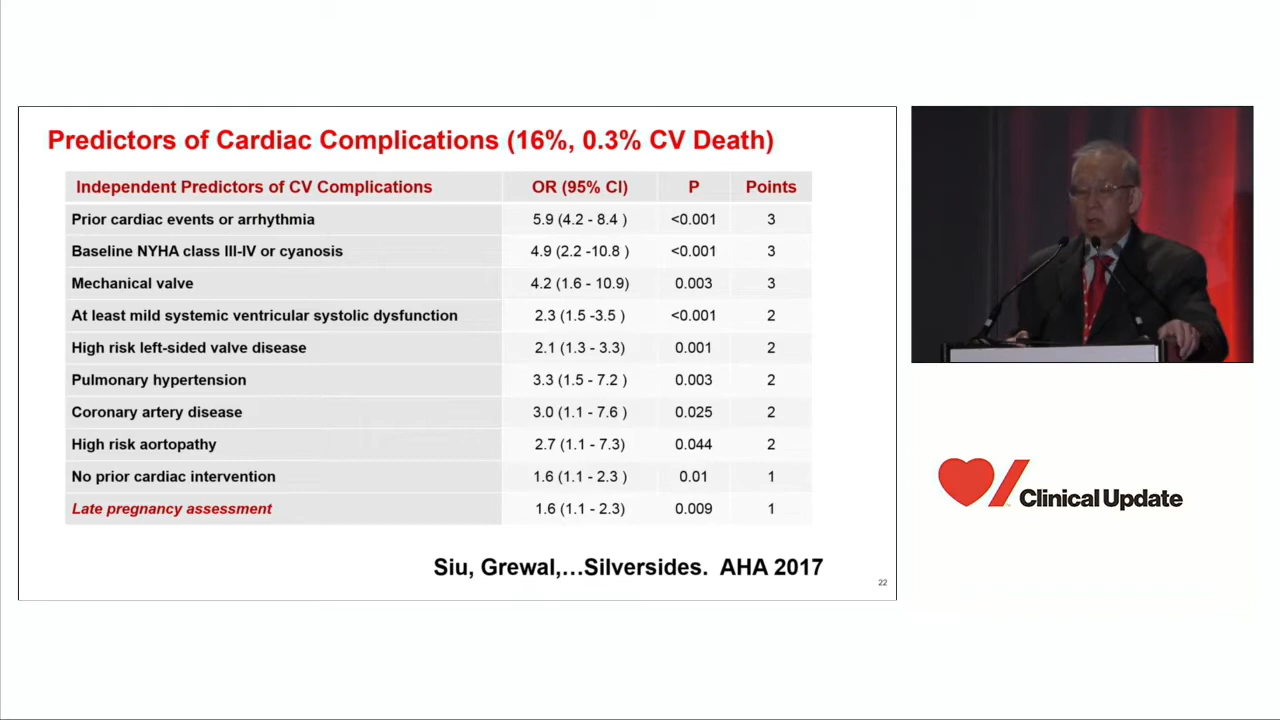 Predictors of Cardiac Complications (16%, 0.3% CV Death)
Independent Predictors of CV Complications OR (95% CI) P Points
Prior cardiac events or arrhythmia 5.9 (4.2 - 8.4 ) <0.001 3
Baseline NYHA class III-IV or cyanosis 4.9 (2.2 -10.8 ) <0.001 3
Mechanical valve 4.2 (1.6 - 10.9) 0.003 3
At least mild systemic ventricular systolic dysfunction 2.3 (1.5 -3.5 ) <0.001 2
High risk left-sided valve disease 2.1 (1.3 - 3.3) 0.001 2
Pulmonary hypertension 3.3 (1.5 - 7.2 ) 0.003 2
Coronary artery disease 3.0 (1.1 - 7.6 ) 0.025 2
High risk aortopathy 2.7 (1.1 - 7.3) 0.044 2
No prior cardiac intervention 1.6 (1.1 - 2.3 ) 0.01 1
Late pregnancy assessment 1.6 (1.1 - 2.3) 0.009 1
Siu, Grewal,…Silversides. AHA 2017
22
Clinical Update